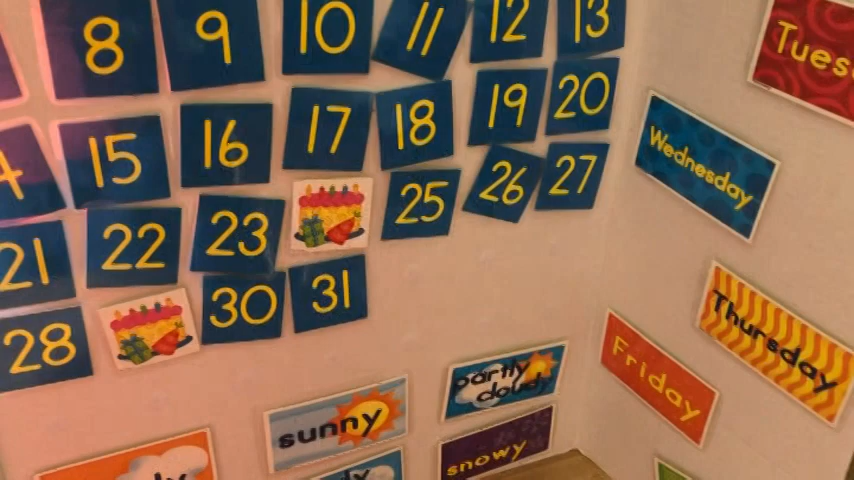 8 9 10 11 12 13
15 16 17 18 19 20
21 22 23 25 26 27
28 30 31
Wednesday
Thursday
Friday
sunny
partly
cloudy
snowy